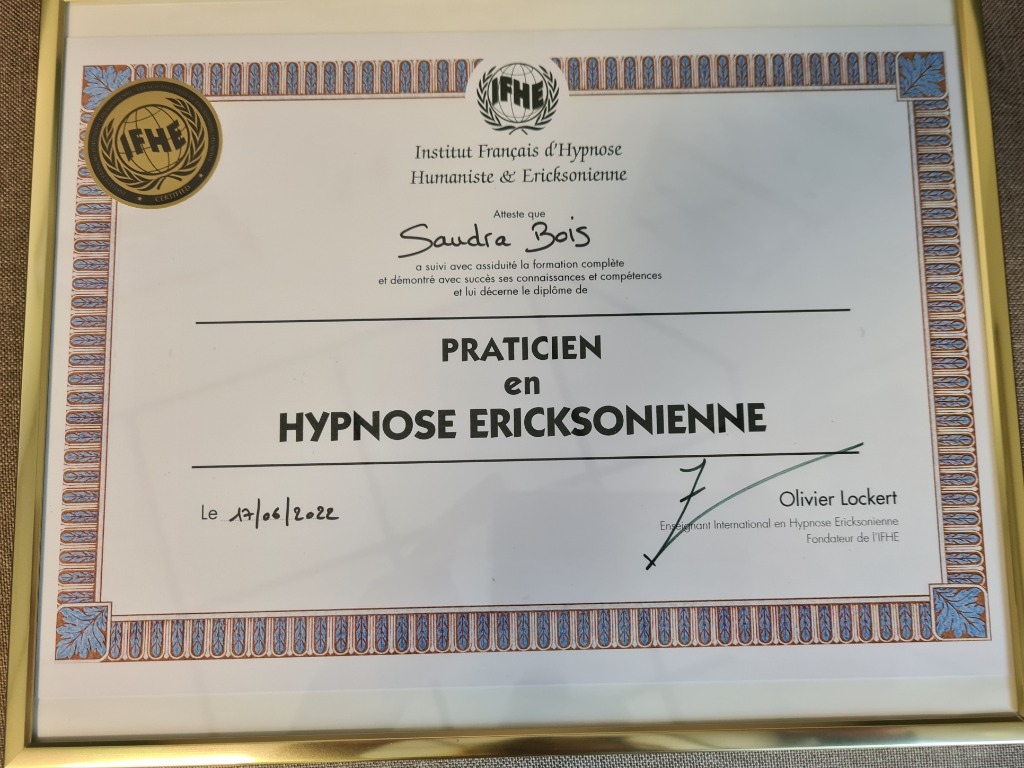 IFHE
IFHE
CERTIFIED
Institut Français d'Hypnose
Humaniste & Ericksonienne
Atteste que
Sandra Bois
a suivi avec assiduité la formation complète
et démontré avec succès ses connaissances et compétences
et lui décerne le diplôme de
PRATICIEN
en
HYPNOSE ERICKSONIENNE
Le 17/06/2022
Olivier Lockert
Enseignant International en Hypnose Ericksonienne
Fondateur de l'IFHE